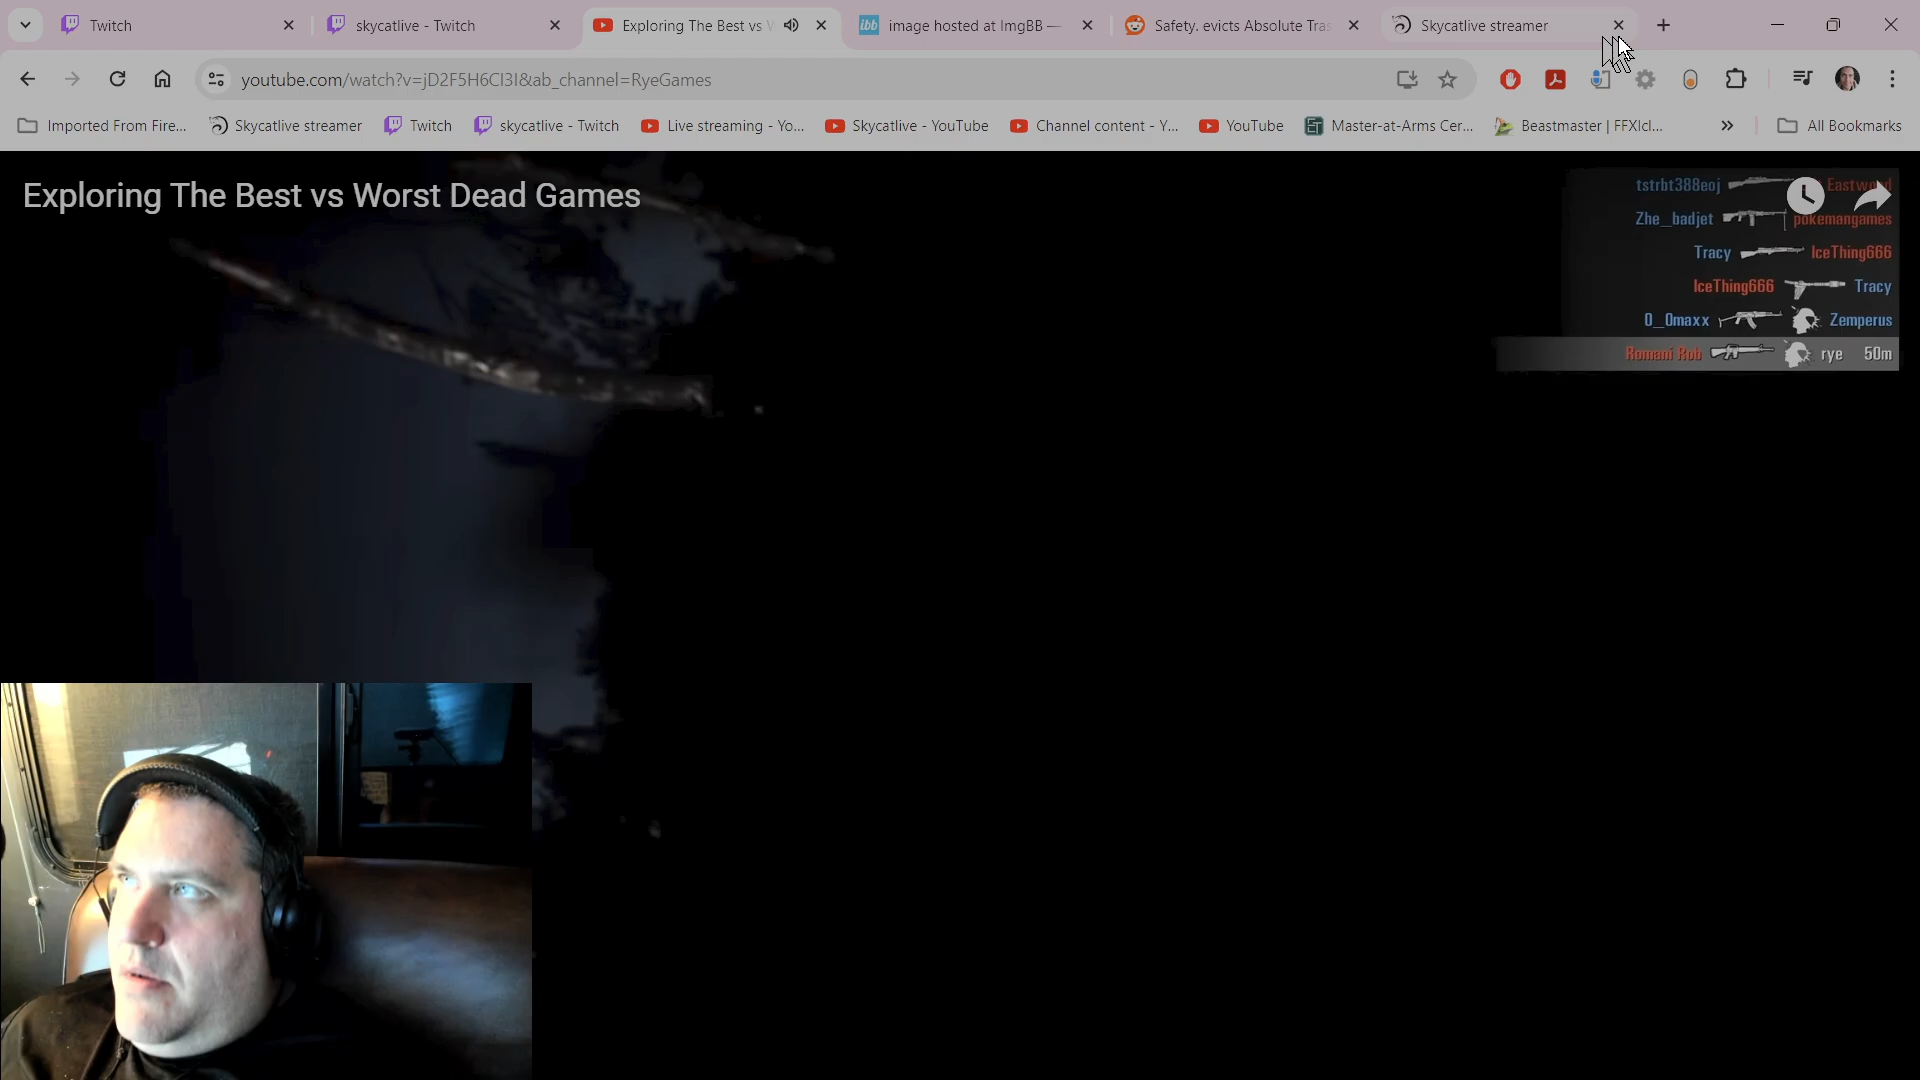 Twitch
skycatlive - Twitch
Exploring The Best vs
image hosted at ImgBB —
Safety. evicts Absolute Tras
Skycatlive streamer
youtube.com/watch?v=jD2F5H6CI3I&ab_channel=RyeGames
Imported From Fire...
Skycatlive streamer
Twitch
skycatlive - Twitch
Live streaming - Yo...
Skycatlive - YouTube
Channel content - Y...
YouTube
Master-at-Arms Cer...
Beastmaster | FFXIcl...
»
All Bookmarks
Exploring The Best vs Worst Dead Games
tstrbt388eoj Eastwood
Zhe_badjet pokemangames
Tracy IceThing666
IceThing666 Tracy
0_0maxx Zemperus
Romani Rob rye 50m